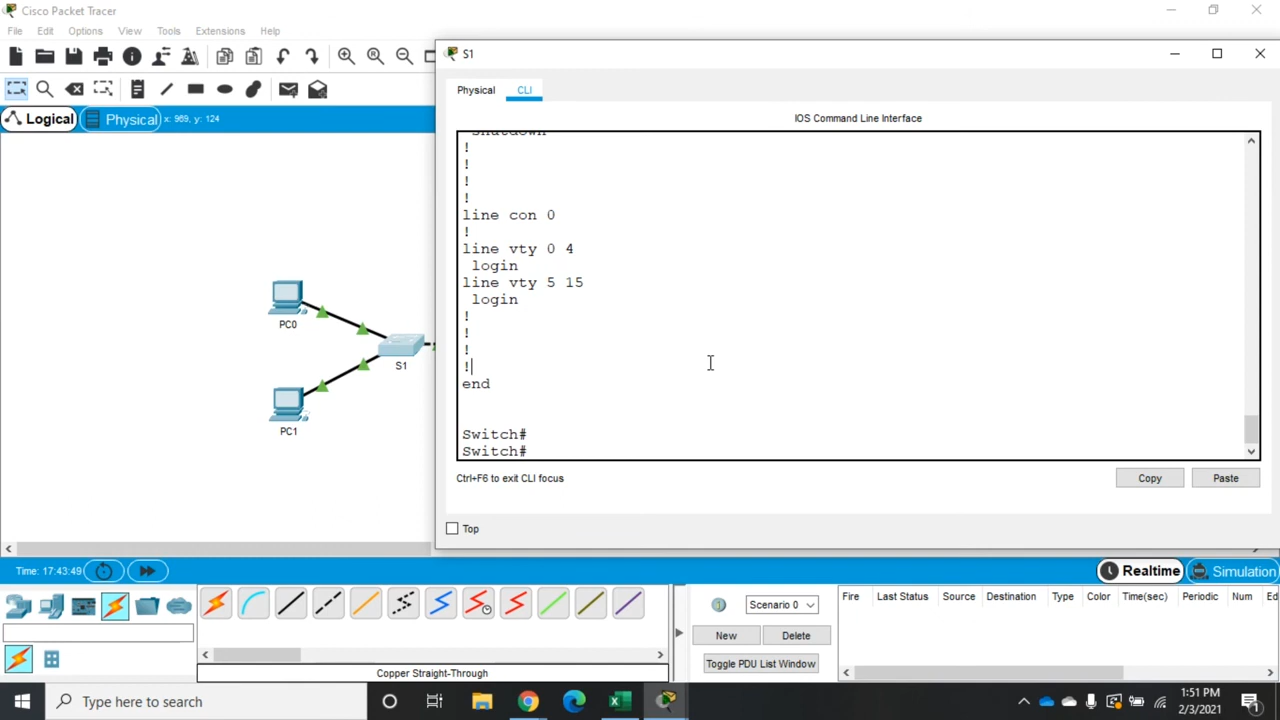 Cisco Packet Tracer
File Edit Options View Tools Extensions Help
S1
Physical CLI
Logical Physical x: 969, y: 124
IOS Command Line Interface
shutdown
!
!
!
!
line con 0
!
line vty 0 4
login
line vty 5 15
login
!
!
!
!
end
Switch#
Switch#
PC0
S1
PC1
Ctrl+F6 to exit CLI focus
Copy Paste
Top
Time: 17:43:49
Realtime Simulation
Scenario 0
Fire Last Status Source Destination Type Color Time(sec) Periodic Num Ed
New Delete
Toggle PDU List Window
Copper Straight-Through
Type here to search
1:51 PM
2/3/2021
1